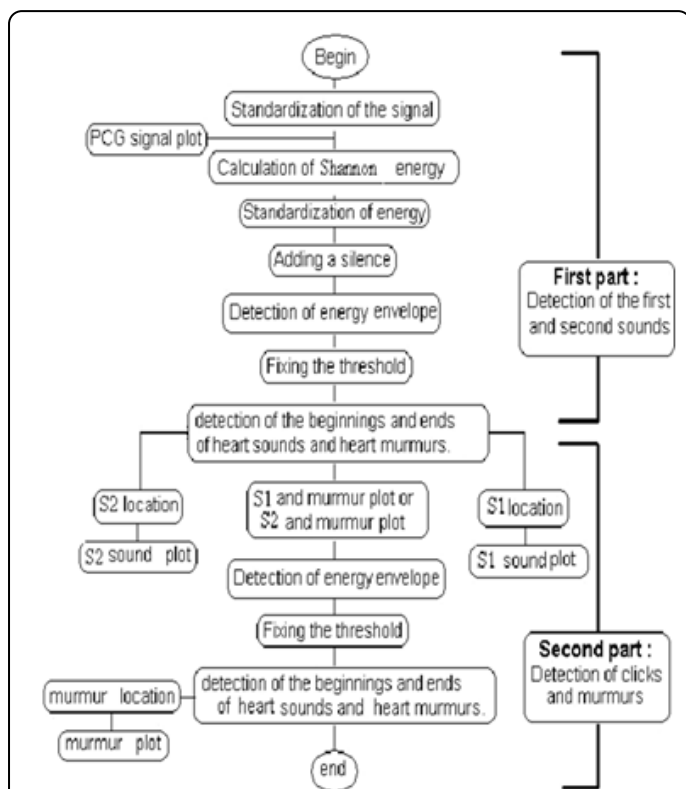 Begin
Standardization of the signal
PCG signal plot
Calculation of Shannon energy
Standardization of energy
Adding a silence
Detection of energy envelope
Fixing the threshold
First part :
Detection of the first
and second sounds
detection of the beginnings and ends
of heart sounds and heart murmurs.
S2 location
S2 sound plot
S1 and murmur plot or
S2 and murmur plot
S1 location
S1 sound plot
Detection of energy envelope
Fixing the threshold
Second part :
Detection of clicks
and murmurs
murmur location
murmur plot
detection of the beginnings and ends
of heart sounds and heart murmurs.
end